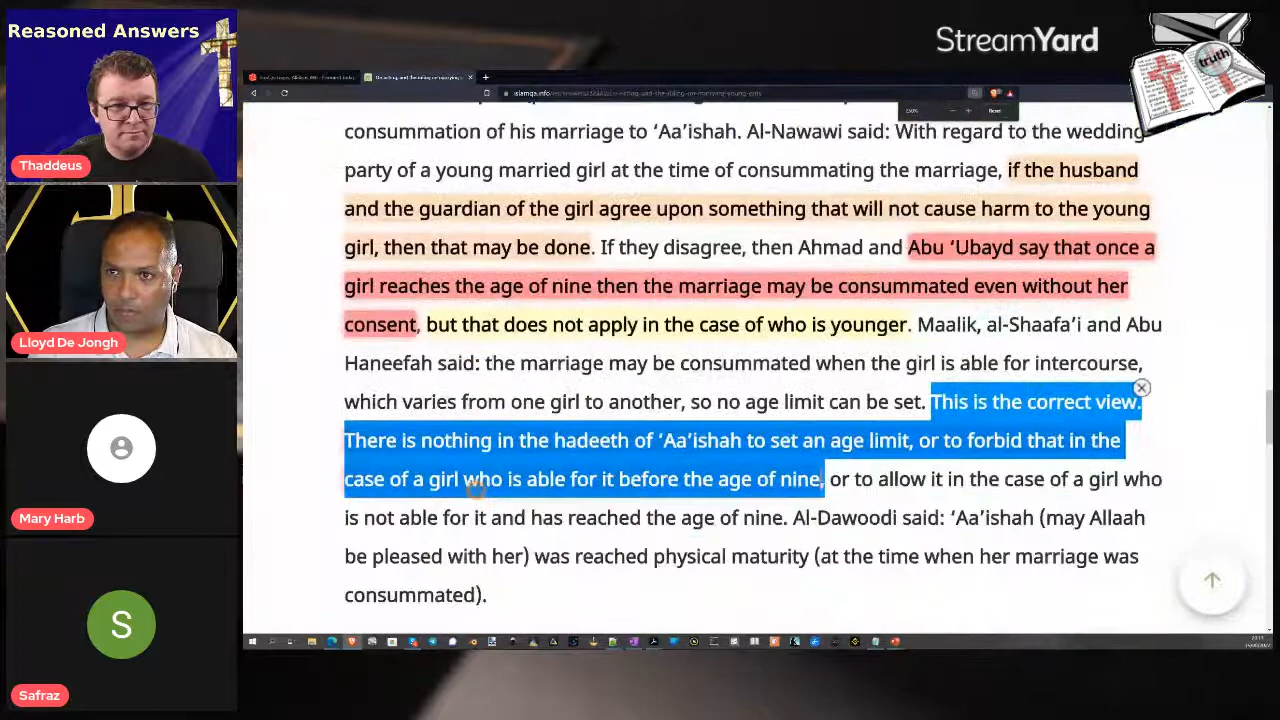 Reasoned Answers
StreamYard
truth
islamqa.info
Reset
consummation of his marriage to ‘Aa’ishah. Al-Nawawi said: With regard to the wedding
party of a young married girl at the time of consummating the marriage, if the husband
and the guardian of the girl agree upon something that will not cause harm to the young
girl, then that may be done. If they disagree, then Ahmad and Abu ‘Ubayd say that once a
girl reaches the age of nine then the marriage may be consummated even without her
consent, but that does not apply in the case of who is younger. Maalik, al-Shaafa’i and Abu
Haneefah said: the marriage may be consummated when the girl is able for intercourse,
which varies from one girl to another, so no age limit can be set. This is the correct view.
There is nothing in the hadeeth of ‘Aa’ishah to set an age limit, or to forbid that in the
case of a girl who is able for it before the age of nine, or to allow it in the case of a girl who
is not able for it and has reached the age of nine. Al-Dawoodi said: ‘Aa’ishah (may Allaah
be pleased with her) was reached physical maturity (at the time when her marriage was
consummated).
Thaddeus
Lloyd De Jongh
Mary Harb
S
Safraz